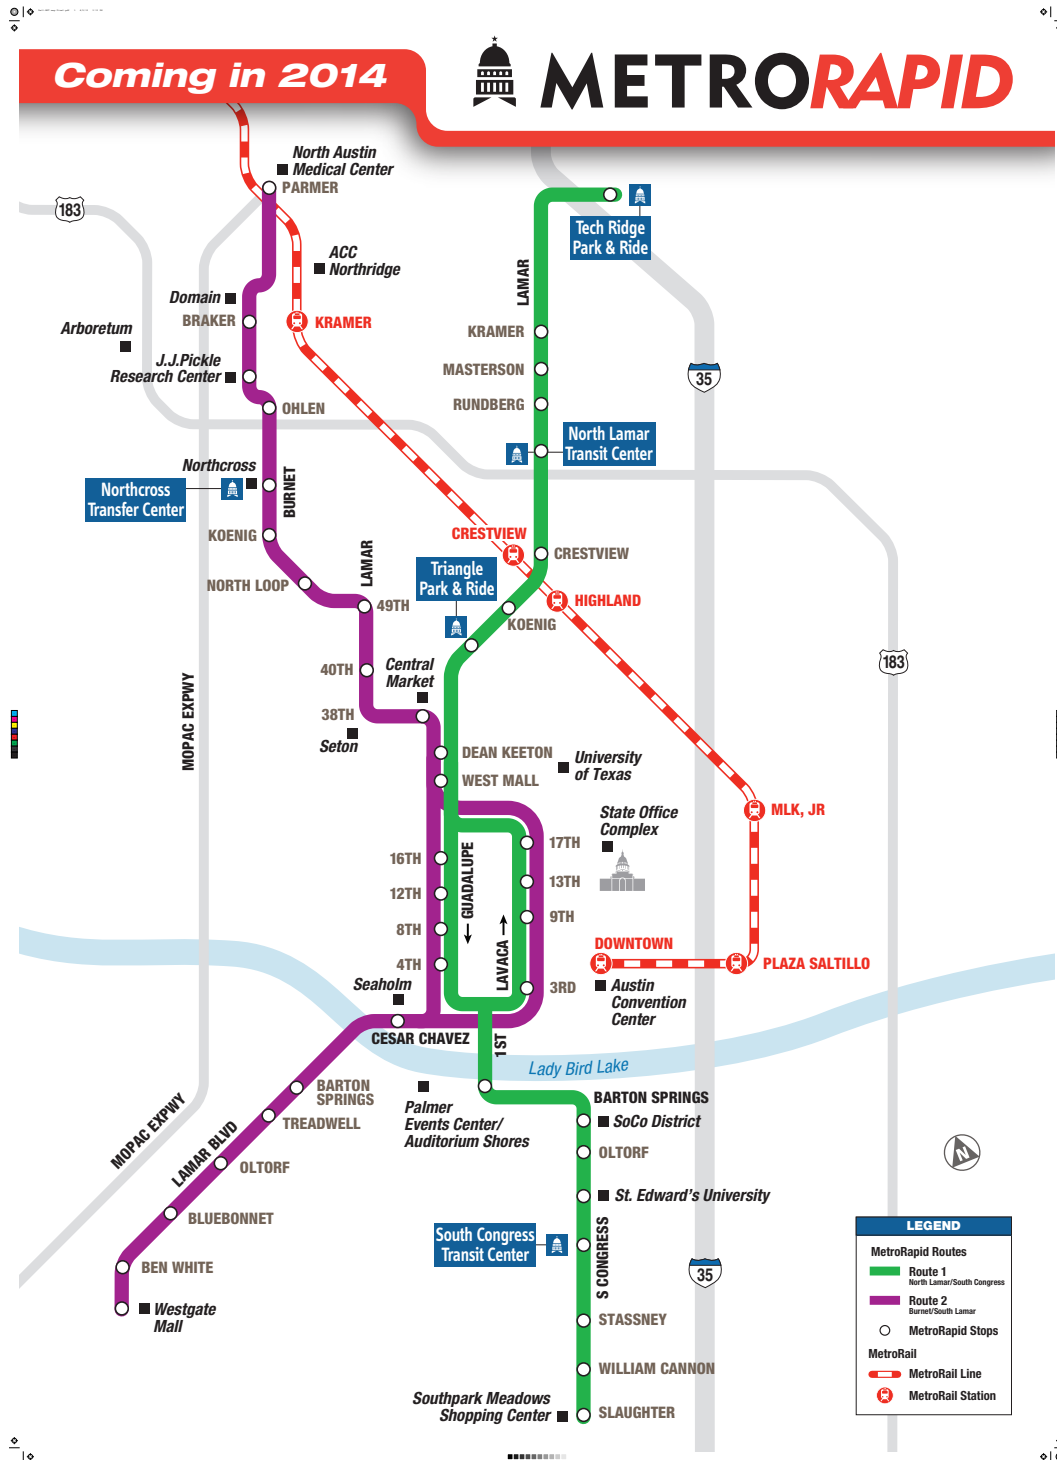 Coming in 2014
METRORAPID
North Austin
Medical Center
PARMER
183
Tech Ridge
Park & Ride
ACC
Northridge
LAMAR
Domain
BRAKER
KRAMER
Arboretum
KRAMER
J.J.Pickle
Research Center
MASTERSON
35
OHLEN
RUNDBERG
North Lamar
Transit Center
Northcross
BURNET
Northcross
Transfer Center
KOENIG
CRESTVIEW
CRESTVIEW
LAMAR
Triangle
Park & Ride
NORTH LOOP
49TH
HIGHLAND
KOENIG
40TH
Central
Market
183
MOPAC EXPWY
38TH
Seton
DEAN KEETON
University
of Texas
WEST MALL
MLK, JR
State Office
Complex
17TH
16TH
GUADALUPE
13TH
12TH
9TH
8TH
LAVACA
DOWNTOWN
4TH
PLAZA SALTILLO
Seaholm
3RD
Austin
Convention
Center
CESAR CHAVEZ
1ST
Lady Bird Lake
BARTON
SPRINGS
BARTON SPRINGS
Palmer
Events Center/
Auditorium Shores
TREADWELL
SoCo District
MOPAC EXPWY
LAMAR BLVD
OLTORF
OLTORF
N
St. Edward's University
BLUEBONNET
South Congress
Transit Center
S CONGRESS
BEN WHITE
35
Westgate
Mall
STASSNEY
WILLIAM CANNON
Southpark Meadows
Shopping Center
SLAUGHTER
LEGEND
MetroRapid Routes
Route 1
North Lamar/South Congress
Route 2
Burnet/South Lamar
MetroRapid Stops
MetroRail
MetroRail Line
MetroRail Station